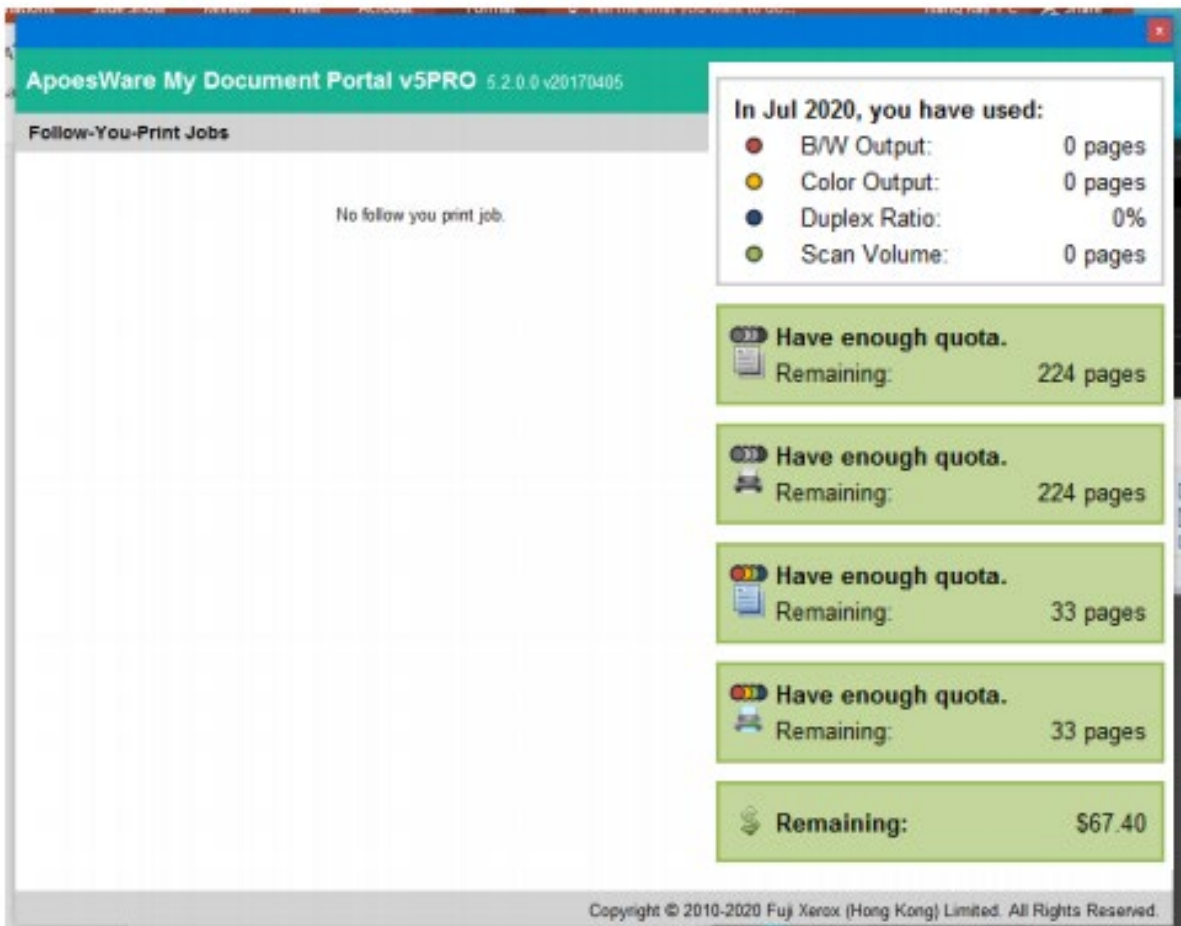 ApoesWare My Document Portal v5PRO 5.2.0.0 v20170405
Follow-You-Print Jobs
No follow you print job.
In Jul 2020, you have used:
B/W Output: 0 pages
Color Output: 0 pages
Duplex Ratio: 0%
Scan Volume: 0 pages
Have enough quota.
Remaining: 224 pages
Have enough quota.
Remaining: 224 pages
Have enough quota.
Remaining: 33 pages
Have enough quota.
Remaining: 33 pages
Remaining: $67.40
Copyright © 2010-2020 Fuji Xerox (Hong Kong) Limited. All Rights Reserved.